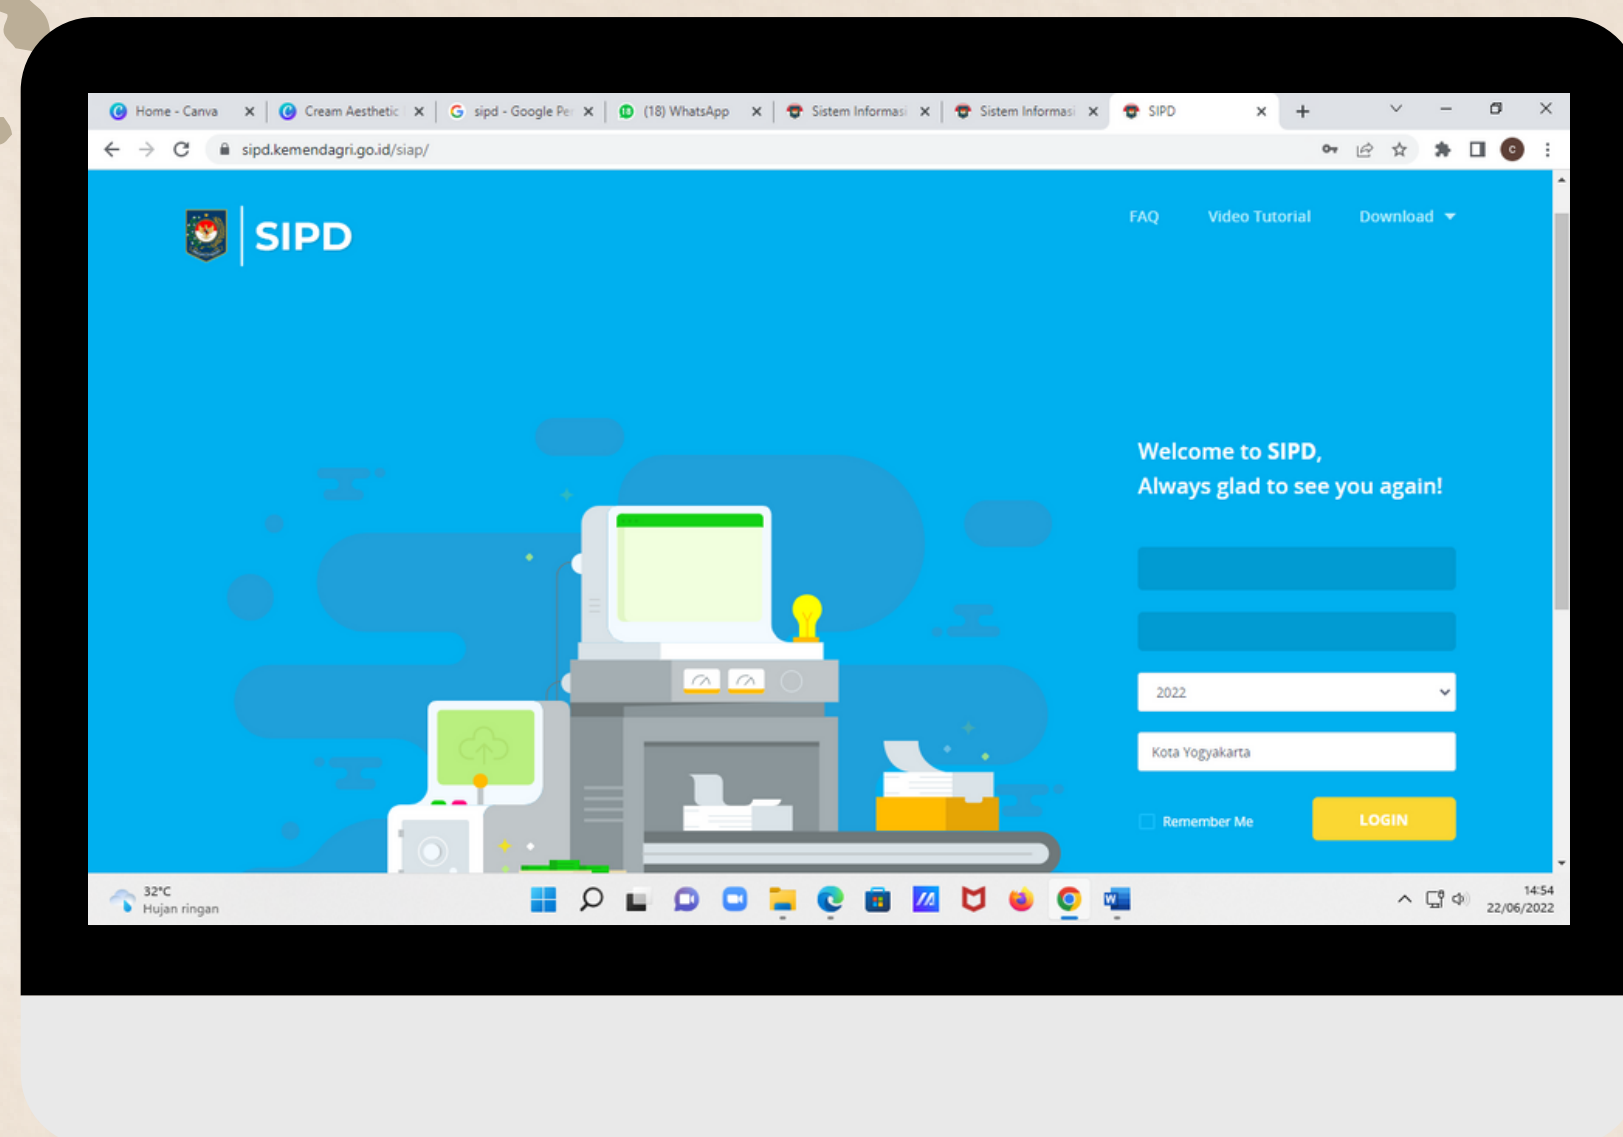 Home - Canva
Cream Aesthetic
sipd - Google Pe
(18) WhatsApp
Sistem Informasi
Sistem Informasi
SIPD
sipd.kemendagri.go.id/siap/
C
SIPD
FAQ
Video Tutorial
Download
Welcome to SIPD,
Always glad to see you again!
2022
Kota Yogyakarta
Remember Me
LOGIN
32°C
Hujan ringan
14:54
22/06/2022